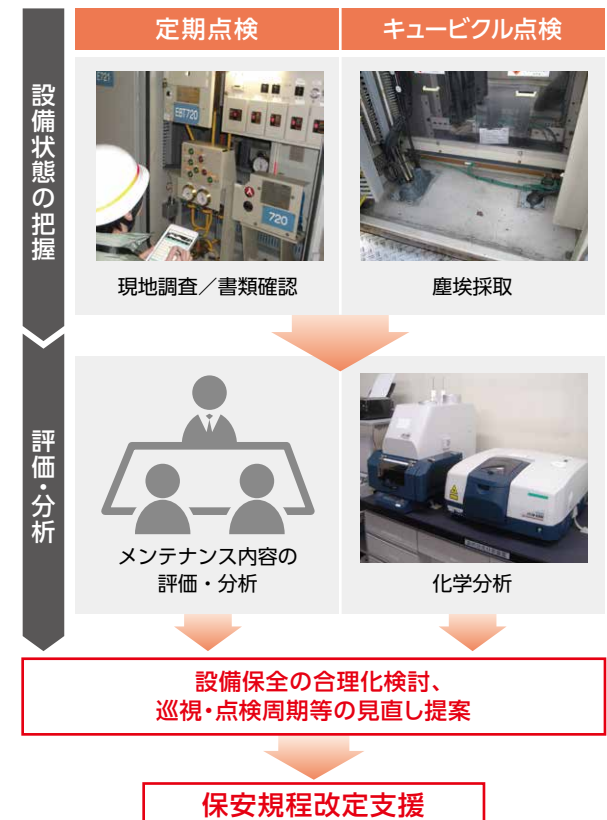 定期点検
キュービクル点検
設備状態の把握
E721
EBT720
720
現地調査／書類確認
塵埃採取
評価・分析
メンテナンス内容の
評価・分析
化学分析
設備保全の合理化検討、
巡視・点検周期等の見直し提案
保安規程改定支援